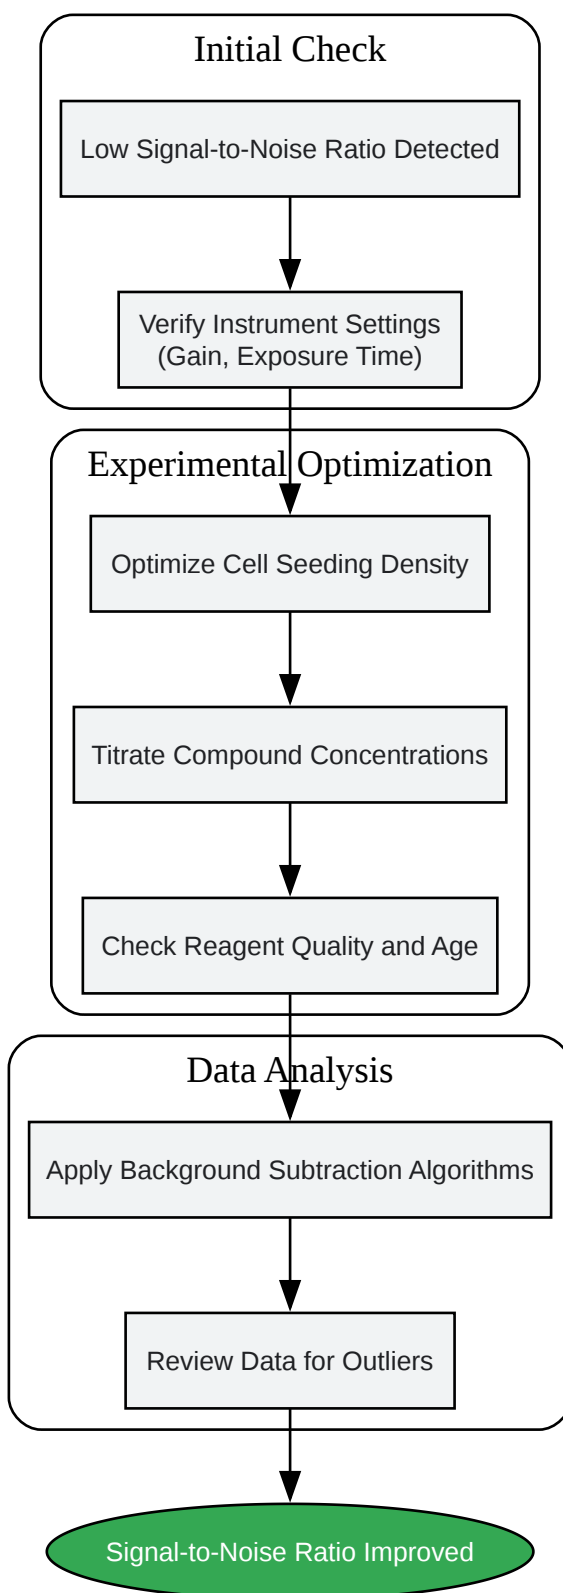 Initial Check
Low Signal-to-Noise Ratio Detected
Verify Instrument Settings
(Gain, Exposure Time)
Experimental Optimization
Optimize Cell Seeding Density
Titrate Compound Concentrations
Check Reagent Quality and Age
Data Analysis
Apply Background Subtraction Algorithms
Review Data for Outliers
Signal-to-Noise Ratio Improved